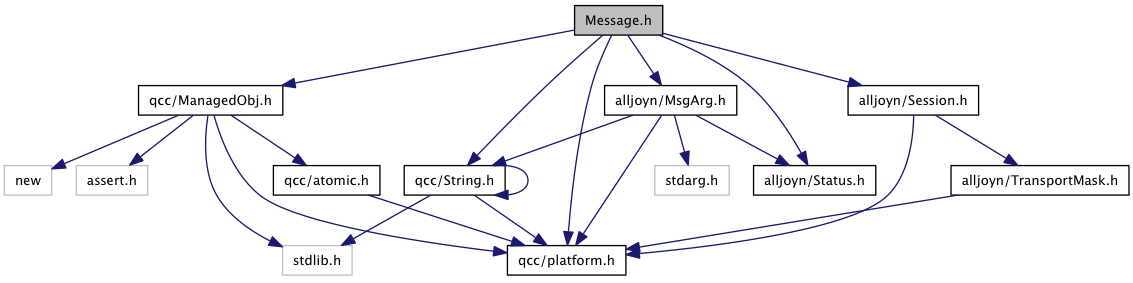 Message.h
qcc/ManagedObj.h
alljoyn/MsgArg.h
alljoyn/Session.h
new
assert.h
qcc/atomic.h
qcc/String.h
stdarg.h
alljoyn/Status.h
alljoyn/TransportMask.h
stdlib.h
qcc/platform.h